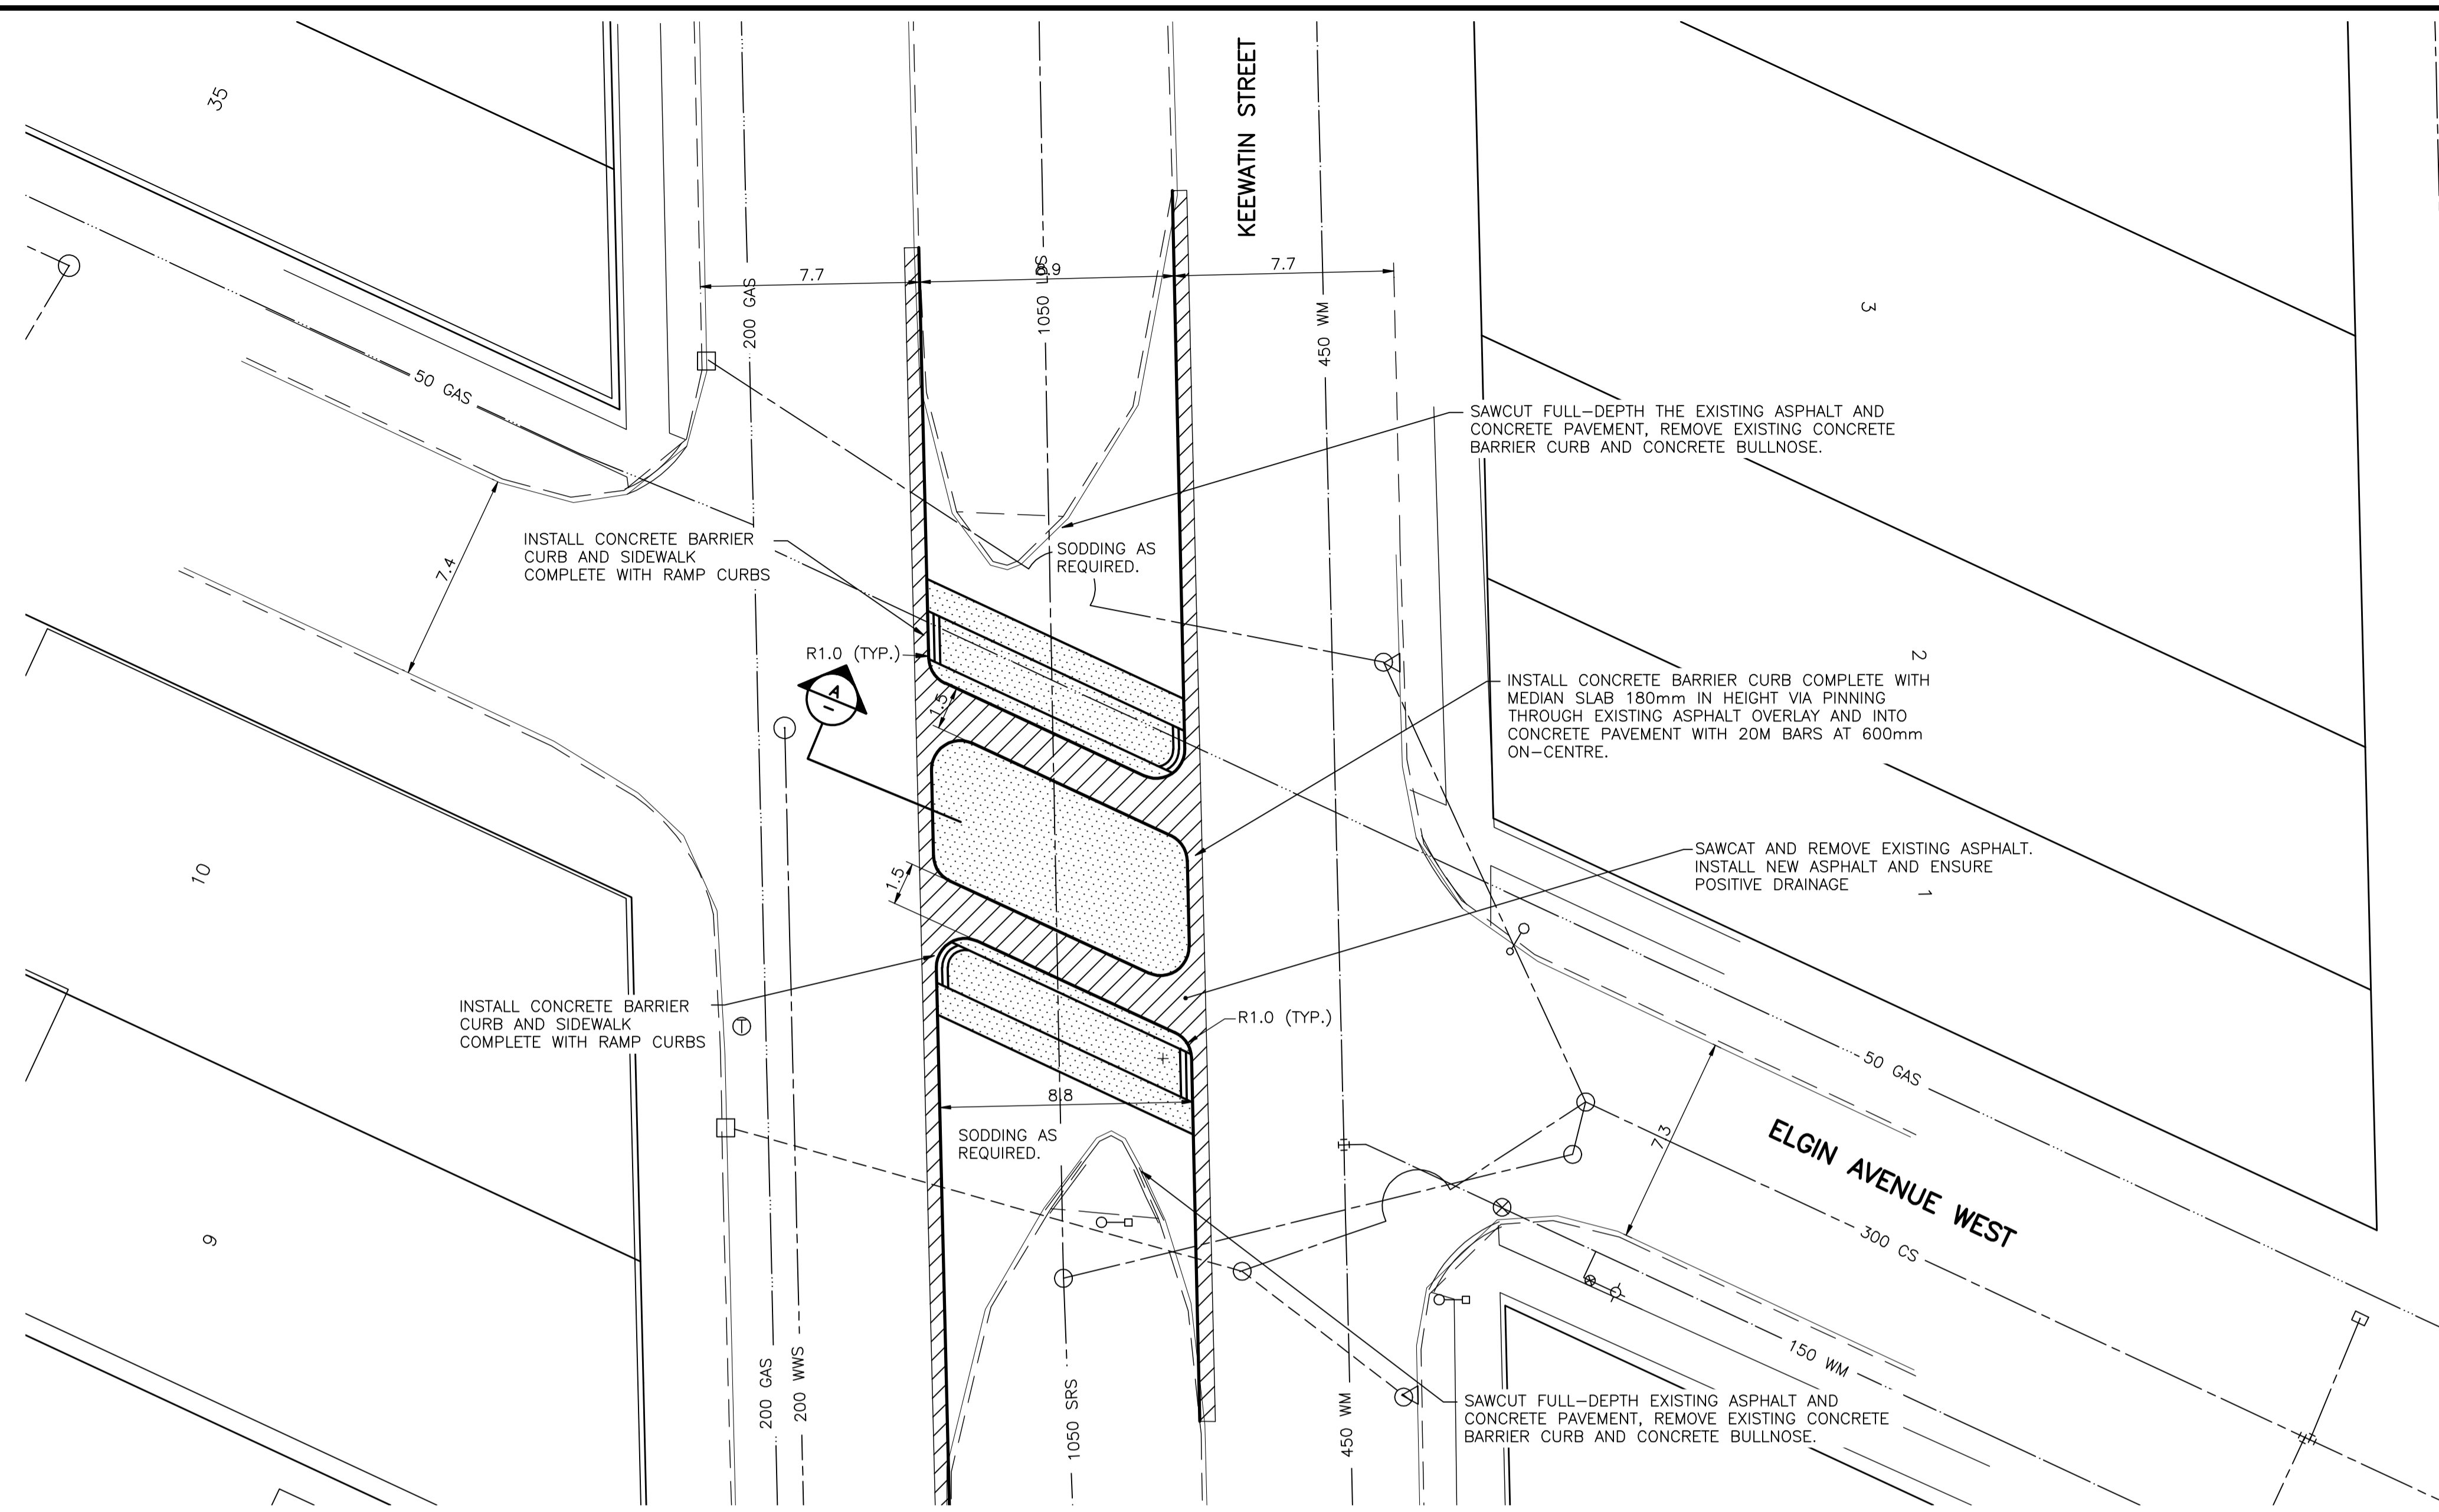 35
KEEWATIN STREET
7.7
8.9
7.7
200 GAS
1050 LDS
450 WM
3
50 GAS
SAWCUT FULL-DEPTH THE EXISTING ASPHALT AND
CONCRETE PAVEMENT, REMOVE EXISTING CONCRETE
BARRIER CURB AND CONCRETE BULLNOSE.
INSTALL CONCRETE BARRIER
CURB AND SIDEWALK
COMPLETE WITH RAMP CURBS
SODDING AS
REQUIRED.
7.4
R1.0 (TYP.)
A
1.5
2
INSTALL CONCRETE BARRIER CURB COMPLETE WITH
MEDIAN SLAB 180mm IN HEIGHT VIA PINNING
THROUGH EXISTING ASPHALT OVERLAY AND INTO
CONCRETE PAVEMENT WITH 20M BARS AT 600mm
ON-CENTRE.
10
1.5
SAWCAT AND REMOVE EXISTING ASPHALT.
INSTALL NEW ASPHALT AND ENSURE
POSITIVE DRAINAGE
1
INSTALL CONCRETE BARRIER
CURB AND SIDEWALK
COMPLETE WITH RAMP CURBS
T
R1.0 (TYP.)
50 GAS
8.8
SODDING AS
REQUIRED.
7.3
ELGIN AVENUE WEST
9
300 CS
150 WM
200 GAS
200 WWS
1050 SRS
450 WM
SAWCUT FULL-DEPTH EXISTING ASPHALT AND
CONCRETE PAVEMENT, REMOVE EXISTING CONCRETE
BARRIER CURB AND CONCRETE BULLNOSE.